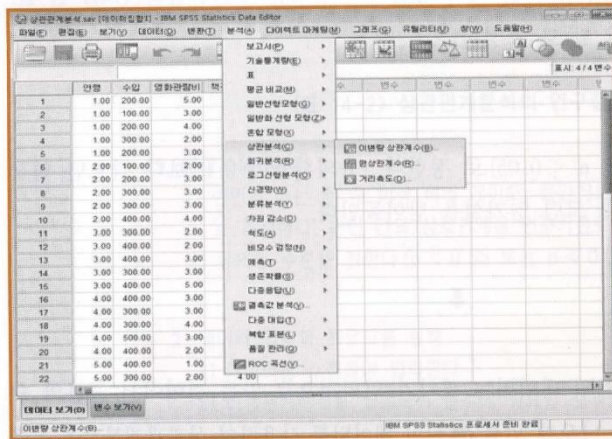 상관관계분석.sav [데이터집합1] - IBM SPSS Statistics Data Editor
파일(F) 편집(E) 보기(V) 데이터(D) 변환(T) 분석(A) 다이렉트 마케팅(M) 그래프(G) 유틸리티(U) 창(W) 도움말(H)
표시: 4/4 변수
연령 수입 영화관람비 변수 변수 변수 변수
1 1.00 200.00 5.00
2 1.00 100.00 3.00
3 1.00 200.00 4.00
4 1.00 300.00 2.00
5 1.00 200.00 3.00
6 2.00 100.00 2.00
7 2.00 200.00 3.00
8 2.00 300.00 3.00
9 2.00 300.00 3.00
10 2.00 400.00 4.00
11 3.00 300.00 2.00
12 3.00 400.00 2.00
13 3.00 400.00 3.00
14 3.00 300.00 3.00
15 3.00 400.00 5.00
16 4.00 400.00 3.00
17 4.00 300.00 3.00
18 4.00 300.00 4.00
19 4.00 500.00 3.00
20 4.00 400.00 2.00
21 5.00 400.00 1.00
22 5.00 300.00 2.00 4.00
보고서(P)
기술통계량(E)
표
평균 비교(M)
일반선형모형(G)
일반화 선형 모형(Z)
혼합 모형(X)
상관분석(C)
회귀분석(R)
로그선형분석(O)
신경망(W)
분류분석(Y)
차원 감소(D)
척도(A)
비모수 검정(N)
예측(T)
생존확률(S)
다중응답(U)
결측값 분석(V)...
다중 대입(T)
복합 표본(L)
품질 관리(Q)
ROC 곡선(V)...
이변량 상관계수(B)...
편상관계수(R)...
거리측도(D)...
데이터 보기(D) 변수 보기(V)
이변량 상관계수(B)... IBM SPSS Statistics 프로세서 준비 완료